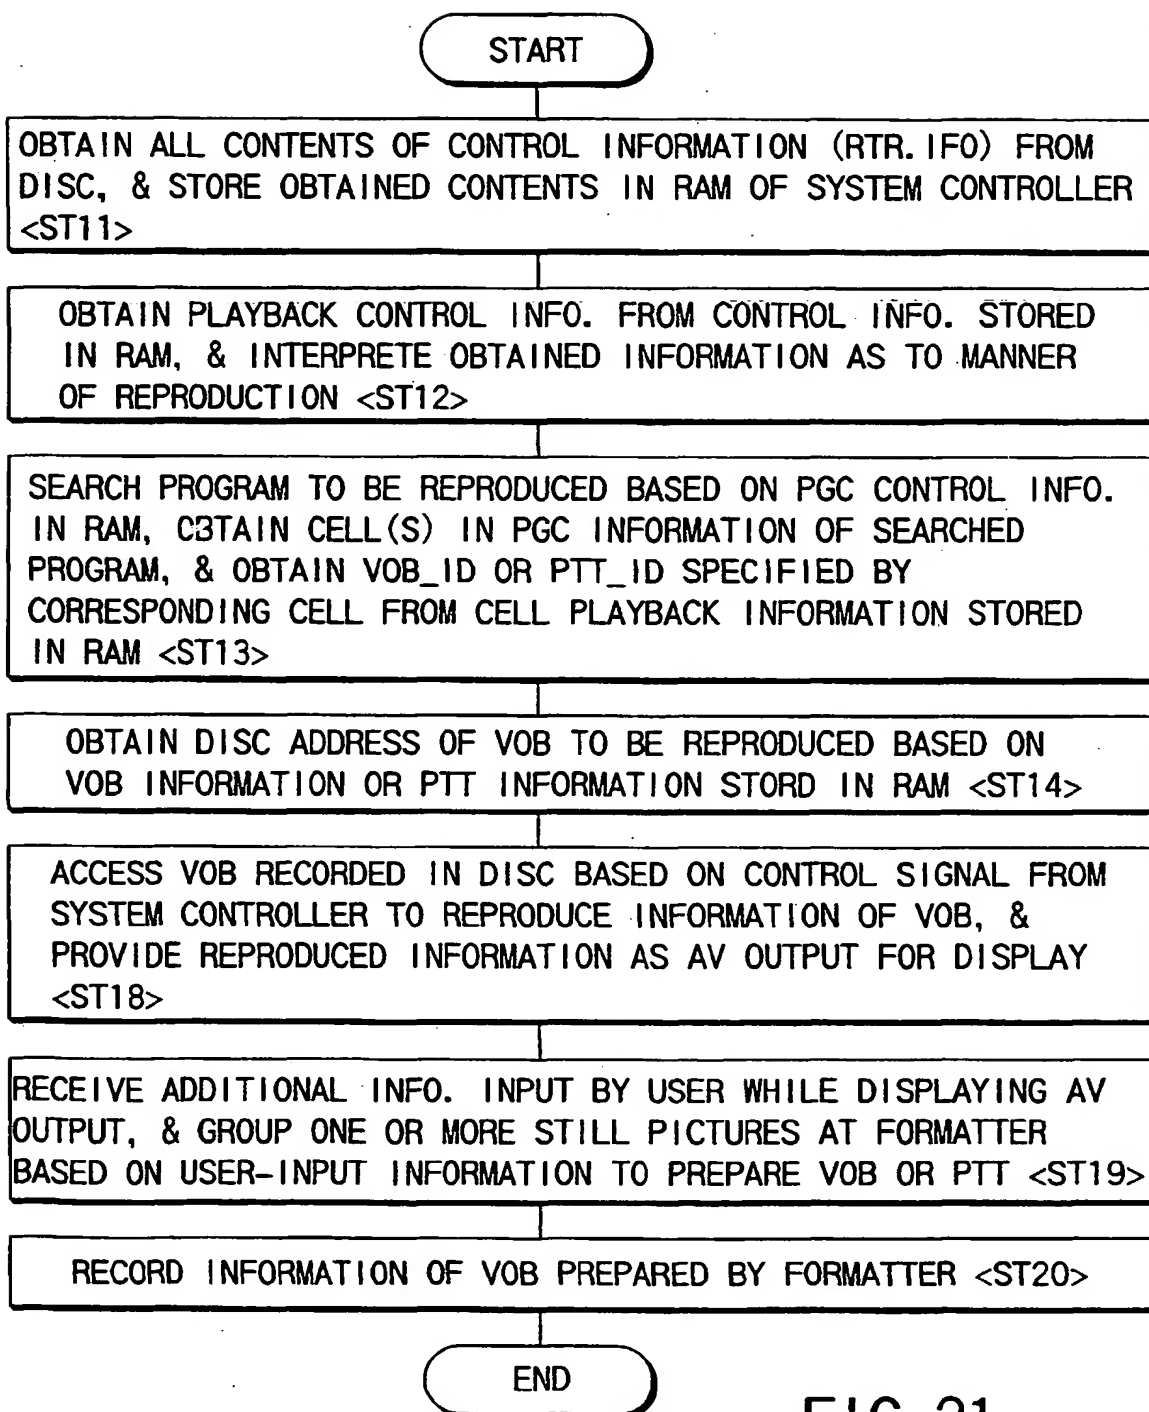 START
OBTAIN ALL CONTENTS OF CONTROL INFORMATION (RTR.IFO) FROM
DISC, & STORE OBTAINED CONTENTS IN RAM OF SYSTEM CONTROLLER
<ST11>
OBTAIN PLAYBACK CONTROL INFO. FROM CONTROL INFO. STORED
IN RAM, & INTERPRETE OBTAINED INFORMATION AS TO MANNER
OF REPRODUCTION <ST12>
SEARCH PROGRAM TO BE REPRODUCED BASED ON PGC CONTROL INFO.
IN RAM, OBTAIN CELL(S) IN PGC INFORMATION OF SEARCHED
PROGRAM, & OBTAIN VOB_ID OR PTT_ID SPECIFIED BY
CORRESPONDING CELL FROM CELL PLAYBACK INFORMATION STORED
IN RAM <ST13>
OBTAIN DISC ADDRESS OF VOB TO BE REPRODUCED BASED ON
VOB INFORMATION OR PTT INFORMATION STORD IN RAM <ST14>
ACCESS VOB RECORDED IN DISC BASED ON CONTROL SIGNAL FROM
SYSTEM CONTROLLER TO REPRODUCE INFORMATION OF VOB, &
PROVIDE REPRODUCED INFORMATION AS AV OUTPUT FOR DISPLAY
<ST18>
RECEIVE ADDITIONAL INFO. INPUT BY USER WHILE DISPLAYING AV
OUTPUT, & GROUP ONE OR MORE STILL PICTURES AT FORMATTER
BASED ON USER-INPUT INFORMATION TO PREPARE VOB OR PTT <ST19>
RECORD INFORMATION OF VOB PREPARED BY FORMATTER <ST20>
END
FIG. 21